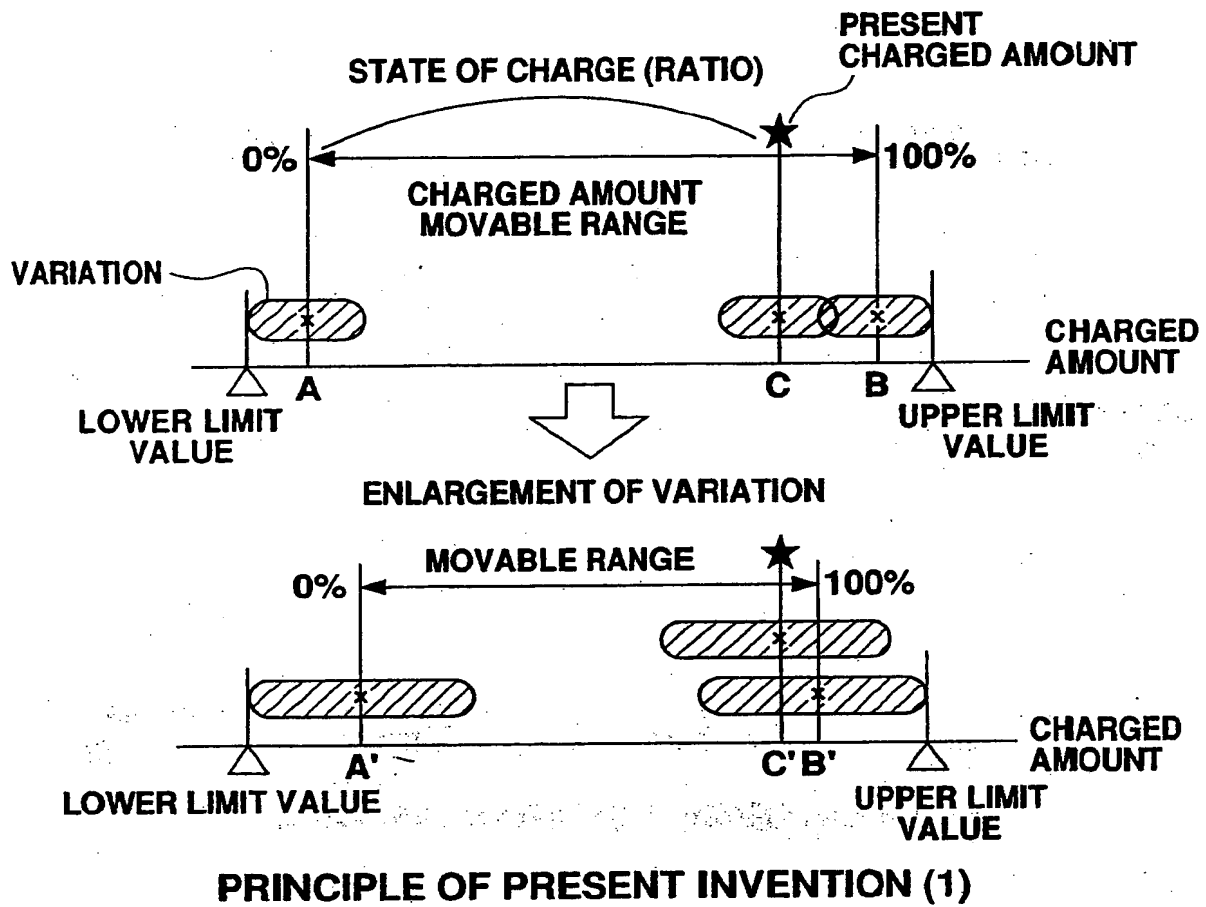 PRESENT
CHARGED AMOUNT
STATE OF CHARGE (RATIO)
0%
100%
CHARGED AMOUNT
MOVABLE RANGE
VARIATION
CHARGED
AMOUNT
A
C
B
LOWER LIMIT
VALUE
UPPER LIMIT
VALUE
ENLARGEMENT OF VARIATION
MOVABLE RANGE
0%
100%
CHARGED
AMOUNT
A'
C'
B'
LOWER LIMIT VALUE
UPPER LIMIT
VALUE
PRINCIPLE OF PRESENT INVENTION (1)